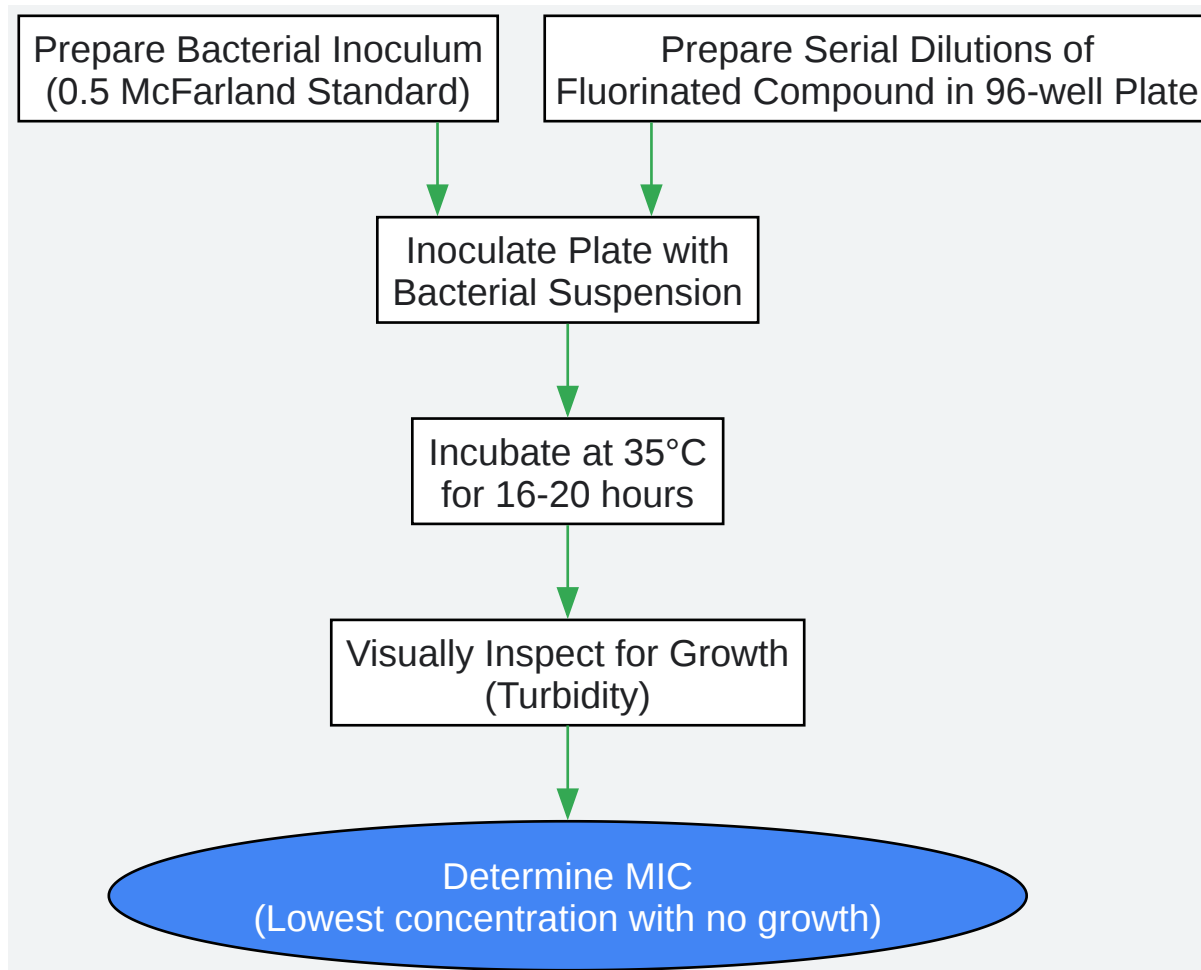 Prepare Bacterial Inoculum
(0.5 McFarland Standard)
Prepare Serial Dilutions of
Fluorinated Compound in 96-well Plate
Inoculate Plate with
Bacterial Suspension
Incubate at 35°C
for 16-20 hours
Visually Inspect for Growth
(Turbidity)
Determine MIC
(Lowest concentration with no growth)